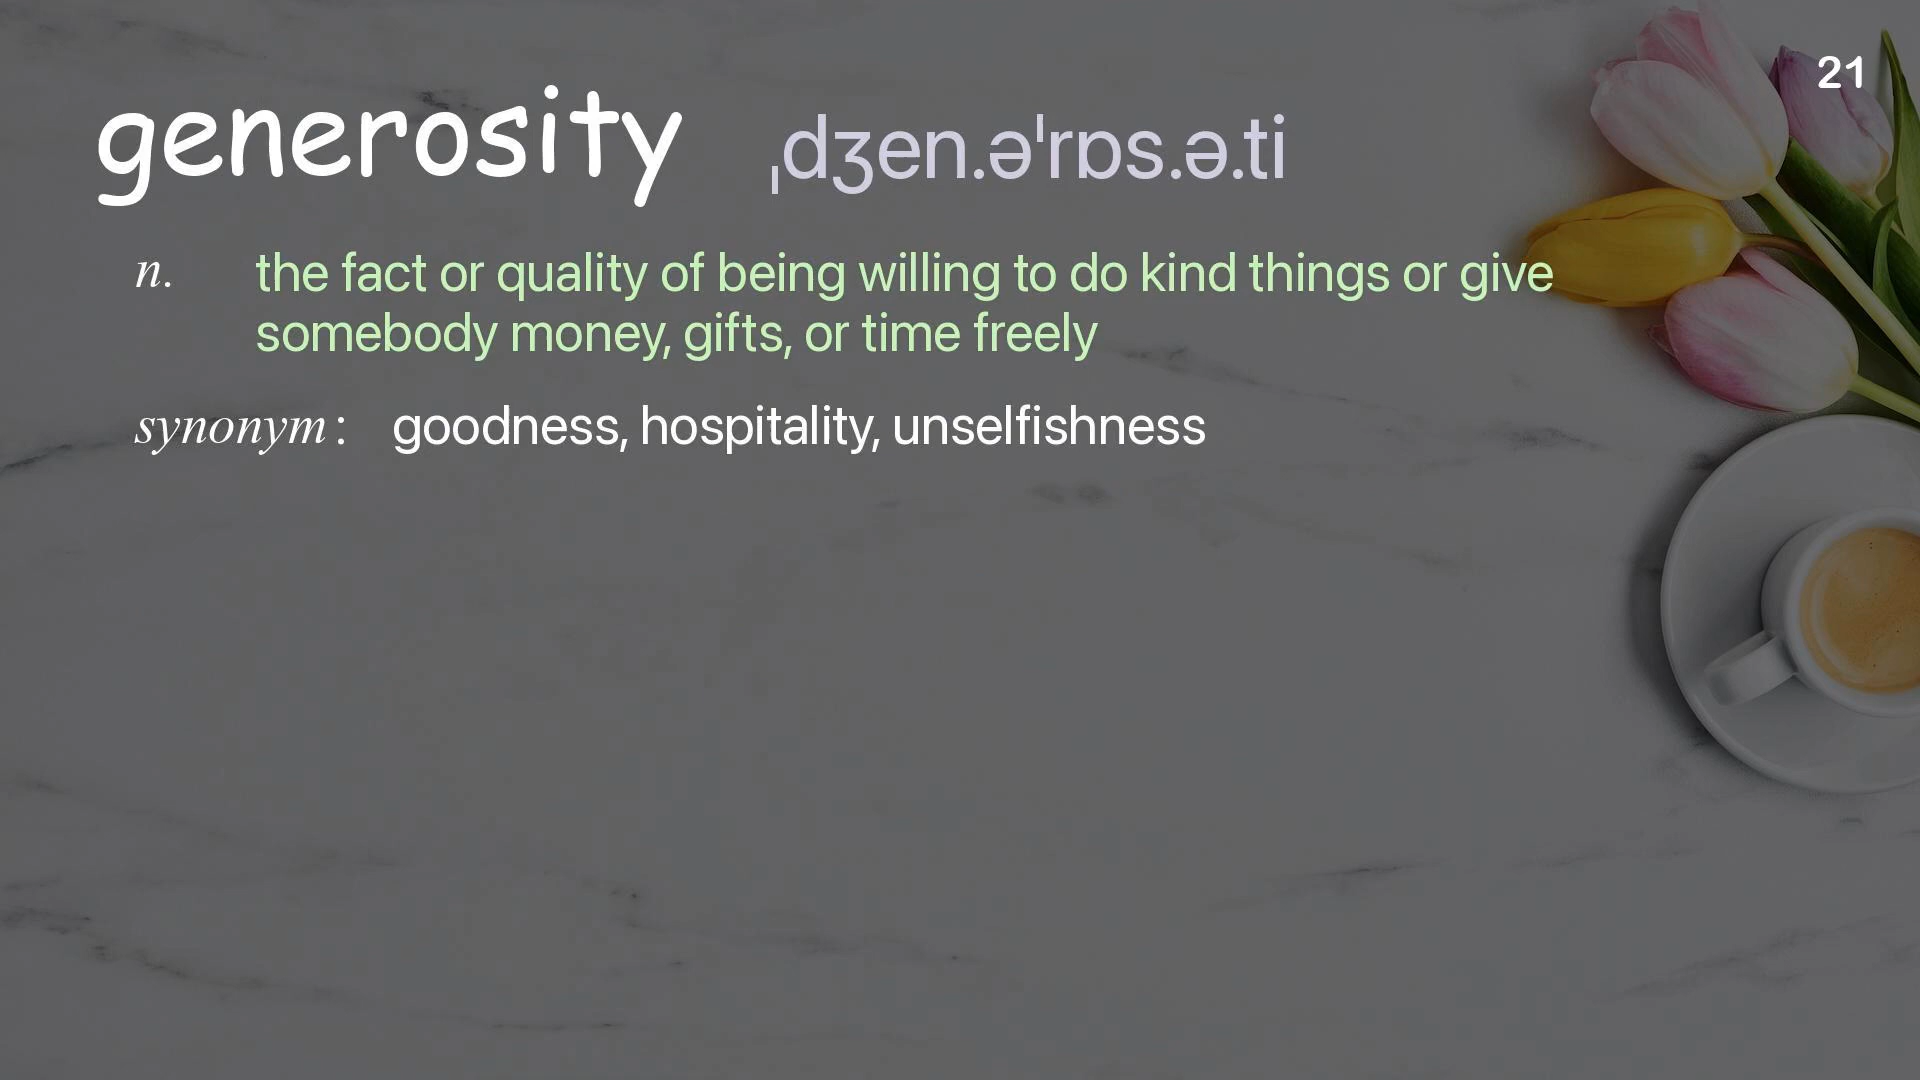 21
generosity ˌdʒen.əˈrɒs.ə.ti
n. the fact or quality of being willing to do kind things or give
somebody money, gifts, or time freely
synonym : goodness, hospitality, unselfishness